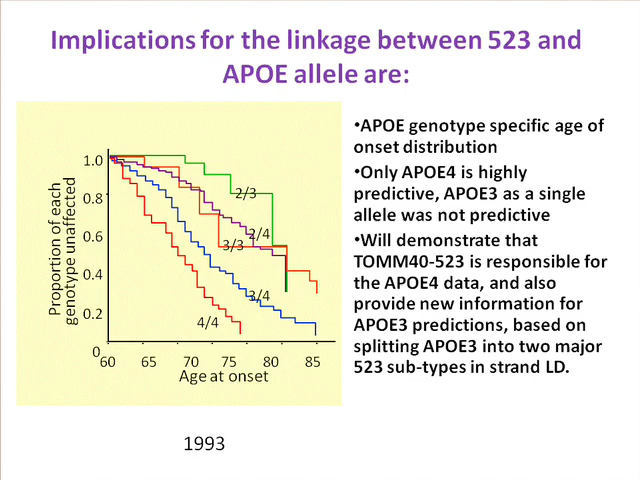 Implications for the linkage between 523 and
APOE allele are:
Proportion of each
genotype unaffected
1.0
0.8
0.6
0.4
0.2
0
2/3
2/4
3/3
3/4
4/4
60 65 70 75 80 85
Age at onset
1993
•APOE genotype specific age of
onset distribution
•Only APOE4 is highly
predictive, APOE3 as a single
allele was not predictive
•Will demonstrate that
TOMM40-523 is responsible for
the APOE4 data, and also
provide new information for
APOE3 predictions, based on
splitting APOE3 into two major
523 sub-types in strand LD.